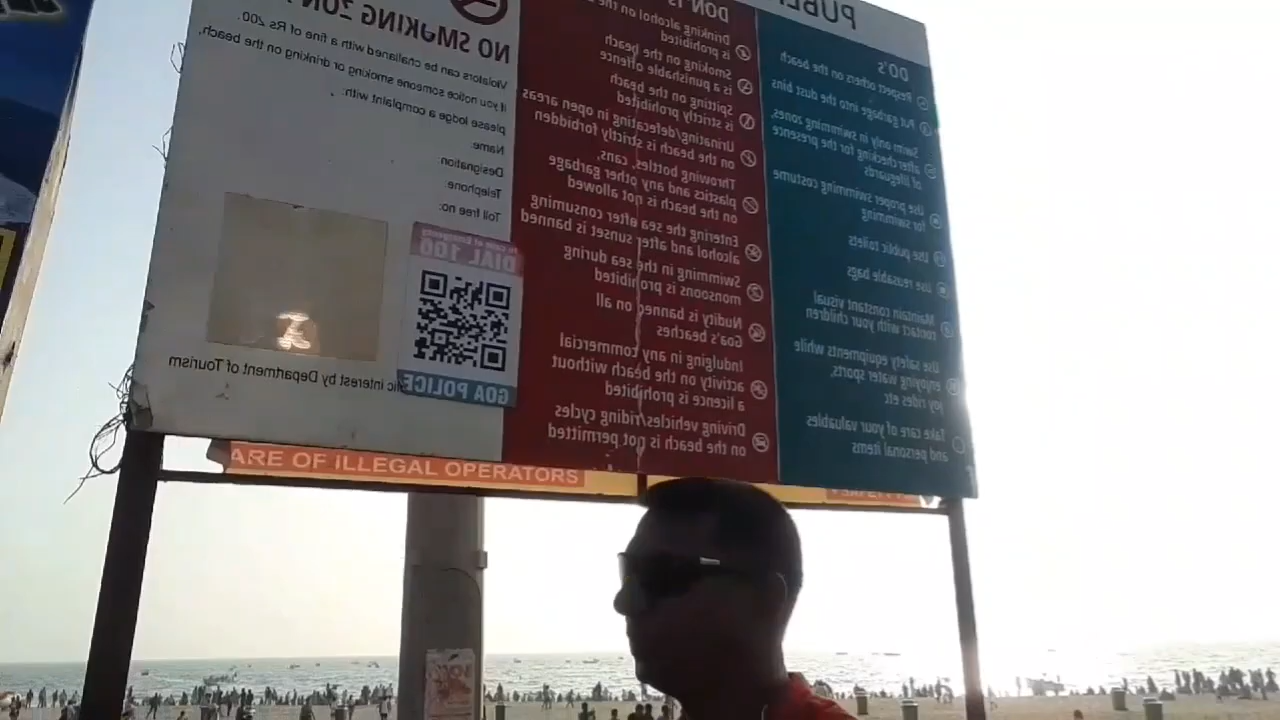 PUBL
DO's
Respect others on the beach
Put garbage into the dust bins
Swim only in swimming zones,
after checking for the presence
of lifeguards
Use proper swimming costume
for swimming
Use public toilets
Use reusable bags
Maintain constant visual
contact with your children
Use safety equipments while
enjoying water sports,
joy rides etc
Take care of your valuables
and personal items
DON'Ts
Drinking alcohol on the
is prohibited
Smoking on the beach
is a punishable offence
Spitting on the beach
is strictly prohibited
Urinating/defecating in open areas
on the beach is strictly forbidden
Throwing bottles, cans,
plastics and any other garbage
on the beach is not allowed
Entering the sea after consuming
alcohol and after sunset is banned
Swimming in the sea during
monsoons is prohibited
Nudity is banned on all
Goa's beaches
Indulging in any commercial
activity on the beach without
a licence is prohibited
Driving vehicles/riding cycles
on the beach is not permitted
NO SMOKING ZON
Violators can be challaned with a fine of Rs 200.
If you notice someone smoking or drinking on the beach,
please lodge a complaint with:
Name:
Designation
Telephone
Toll free no:
In case of Emergency
DIAL 100
GOA POLICE
lic Interest by Department of Tourism
ARE OF ILLEGAL OPERATORS